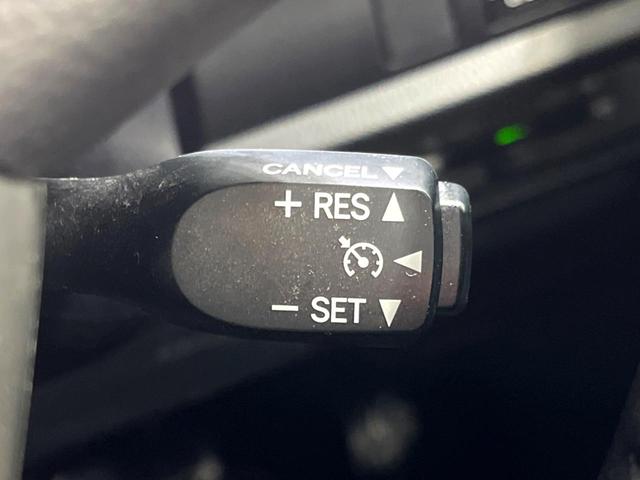 CANCEL ▼
+ RES ▲
◀
− SET ▼